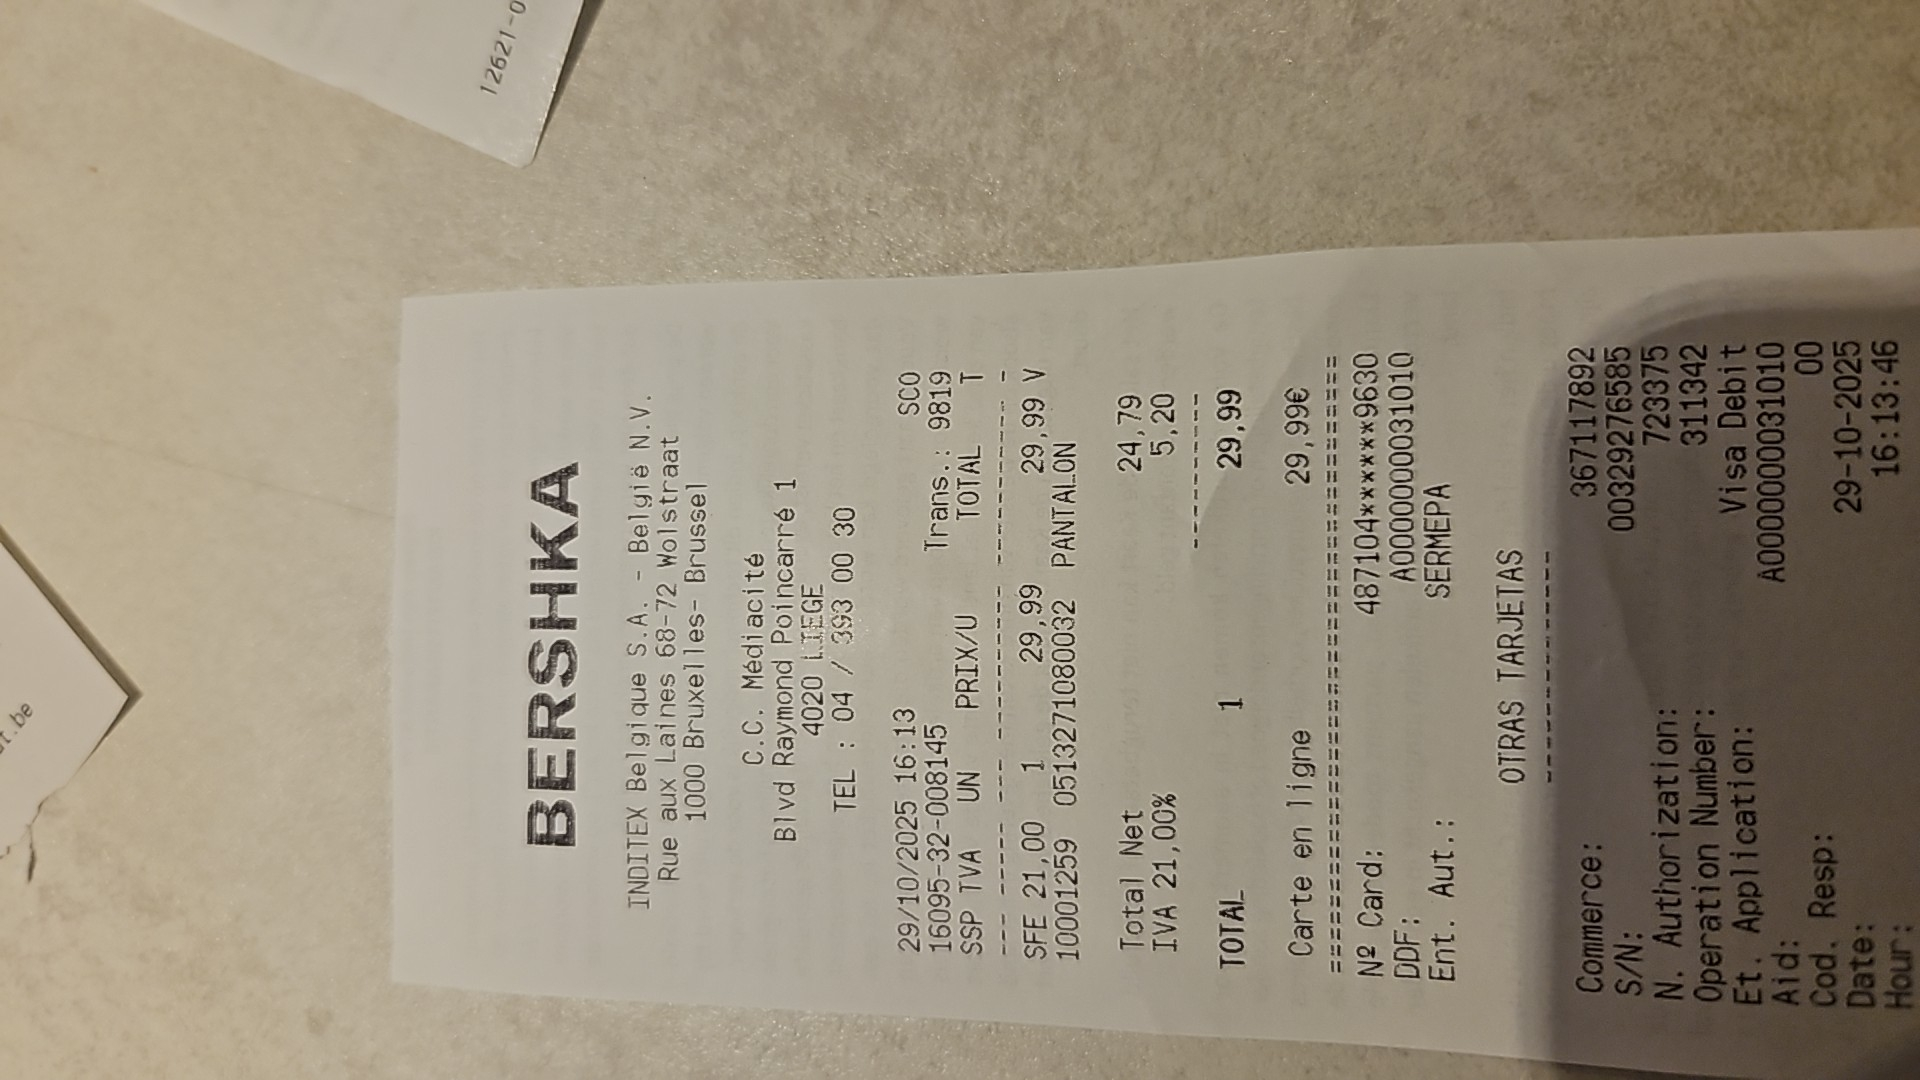 12621-0
t.be
BERSHKA
INDITEX Belgique S.A. - België N.V.
Rue aux Laines 68-72 Wolstraat
1000 Bruxelles- Brussel
C.C. Médiacité
Blvd Raymond Poincarré 1
4020 LIEGE
TEL : 04 / 393 00 30
29/10/2025 16:13 SCO
16095-32-008145 Trans.: 9819
SSP TVA UN PRIX/U TOTAL T
--- ----- --- --------- --------- -
SFE 21,00 1 29,99 29,99 V
10001259 0513271080032 PANTALON
Total Net 24,79
IVA 21,00% 5,20
----------
TOTAL 1 29,99
Carte en ligne 29,99€
========================================
Nº Card: 487104********9630
DDF: A0000000031010
Ent. Aut.: SERMEPA
OTRAS TARJETAS
---------------
Commerce: 367117892
S/N: 00329276585
N. Authorization: 723375
Operation Number: 311342
Et. Application: Visa Debit
Aid: A0000000031010
Cod. Resp: 00
Date: 29-10-2025
Hour: 16:13:46